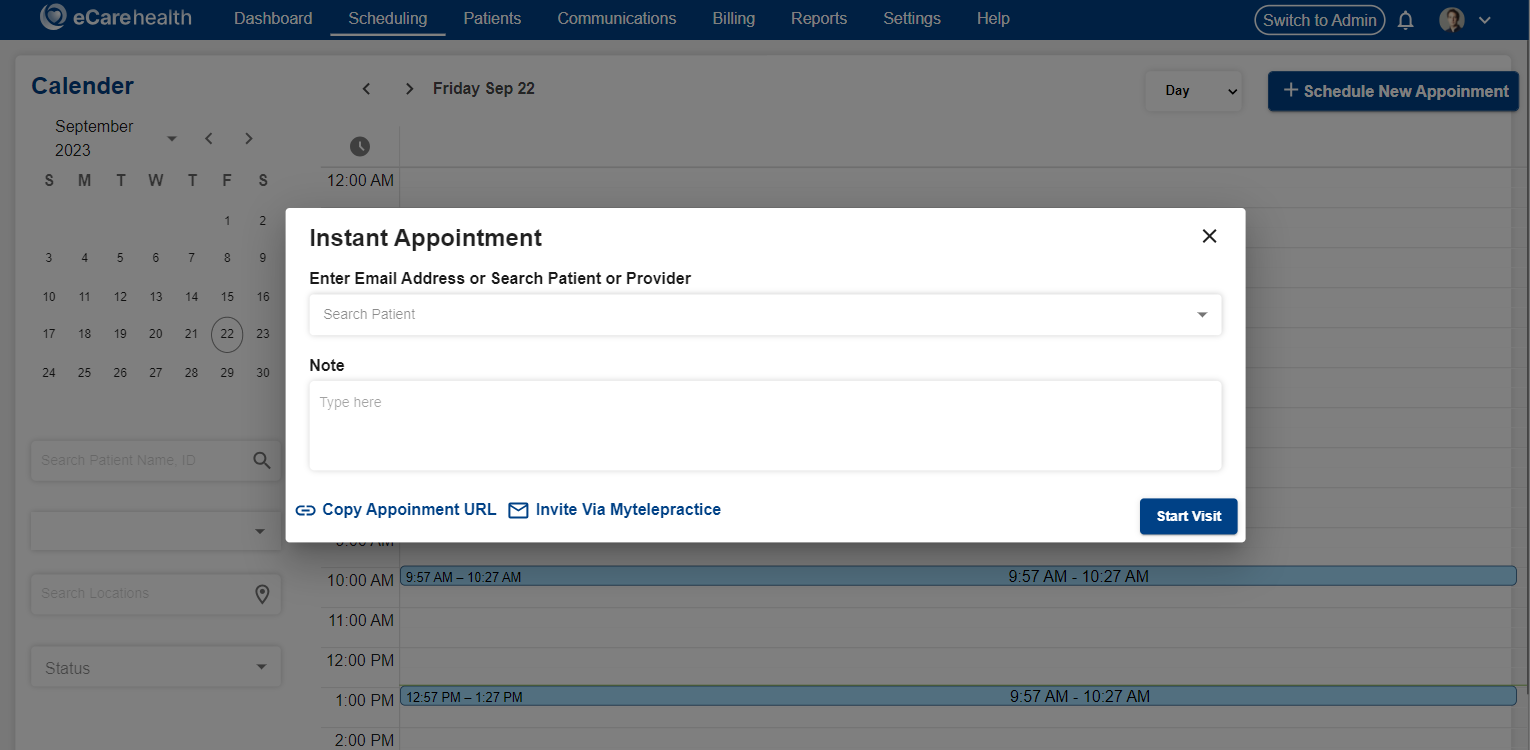 eCarehealth
Dashboard Scheduling Patients Communications Billing Reports Settings Help
Switch to Admin
Calender
Friday Sep 22
Day
+ Schedule New Appoinment
September
2023
S M T W T F S
1 2
3 4 5 6 7 8 9
10 11 12 13 14 15 16
17 18 19 20 21 22 23
24 25 26 27 28 29 30
Search Patient Name, ID
Search Locations
Status
12:00 AM
Instant Appointment
Enter Email Address or Search Patient or Provider
Search Patient
Note
Type here
Copy Appoinment URL
Invite Via Mytelepractice
Start Visit
10:00 AM
9:57 AM – 10:27 AM
9:57 AM - 10:27 AM
11:00 AM
12:00 PM
1:00 PM
12:57 PM – 1:27 PM
9:57 AM - 10:27 AM
2:00 PM